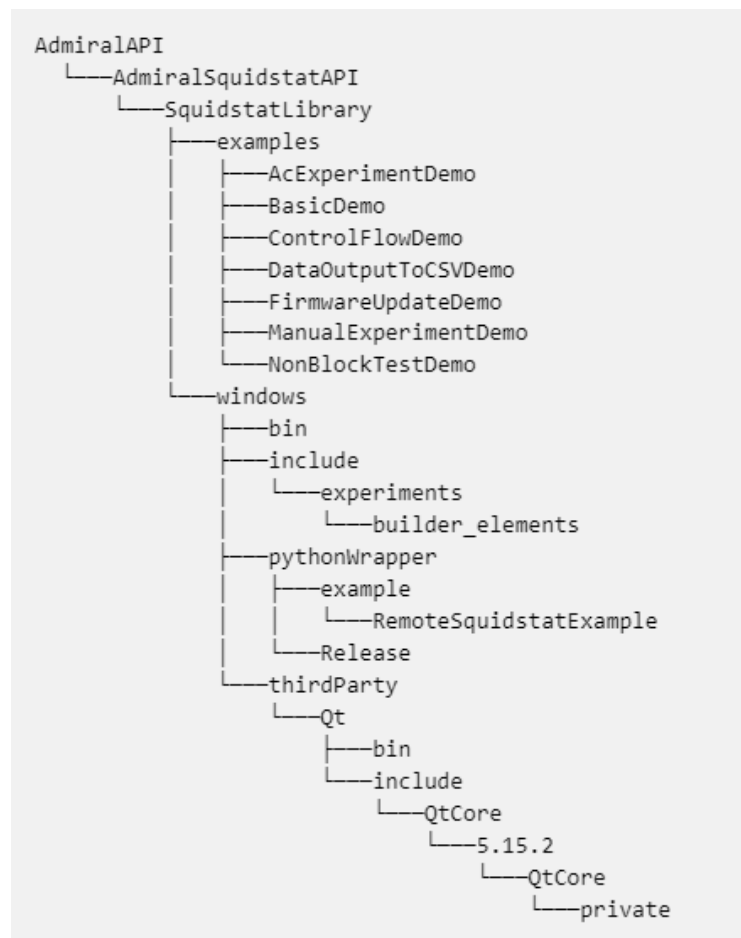 AdmiralAPI
└───AdmiralSquidstatAPI
└───SquidstatLibrary
├───examples
│ ├───AcExperimentDemo
│ ├───BasicDemo
│ ├───ControlFlowDemo
│ ├───DataOutputToCSVDemo
│ ├───FirmwareUpdateDemo
│ ├───ManualExperimentDemo
│ └───NonBlockTestDemo
└───windows
├───bin
├───include
│ └───experiments
│ └───builder_elements
├───pythonWrapper
│ ├───example
│ │ └───RemoteSquidstatExample
│ └───Release
└───thirdParty
└───Qt
├───bin
└───include
└───QtCore
└───5.15.2
└───QtCore
└───private